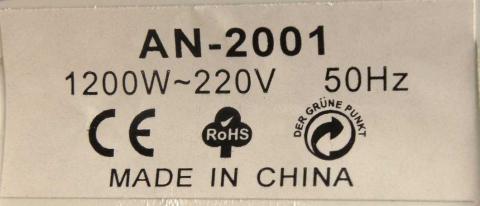 AN-2001
1200W~220V 50Hz
CE RoHS DER GRÜNE PUNKT
MADE IN CHINA